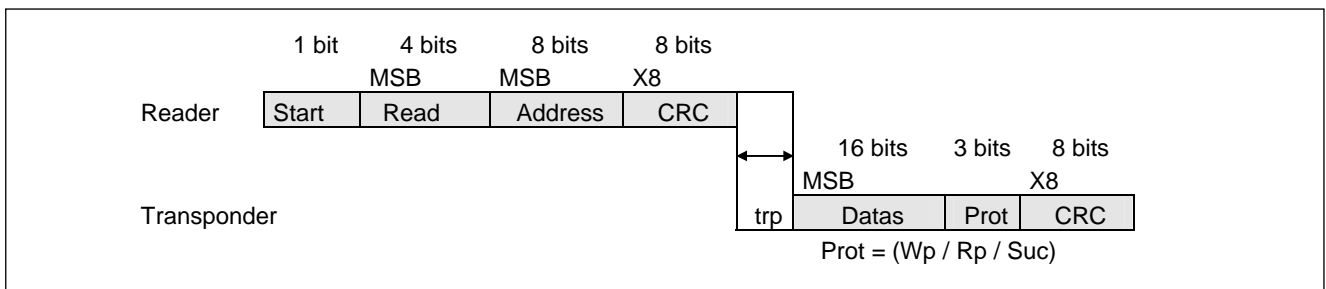 1 bit 4 bits 8 bits 8 bits
MSB MSB X8
Reader Start Read Address CRC
16 bits 3 bits 8 bits
MSB X8
Transponder trp Datas Prot CRC
Prot = (Wp / Rp / Suc)